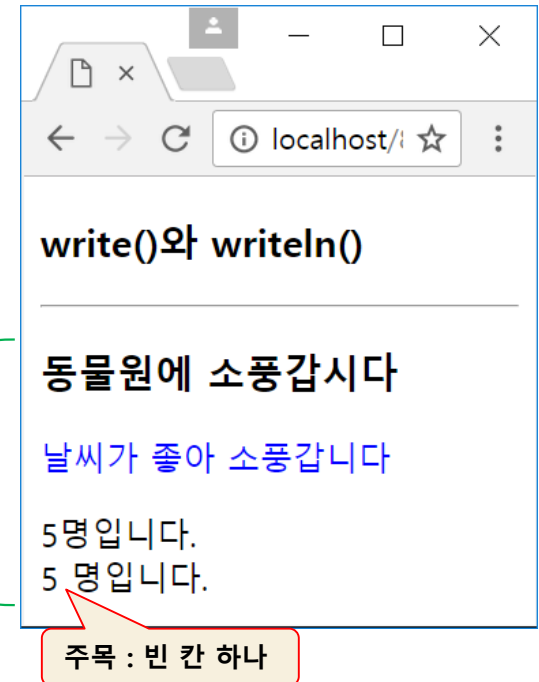 localhost/
write()와 writeln()
동물원에 소풍갑시다
날씨가 좋아 소풍갑니다
5명입니다.
5 명입니다.
주목 : 빈 칸 하나